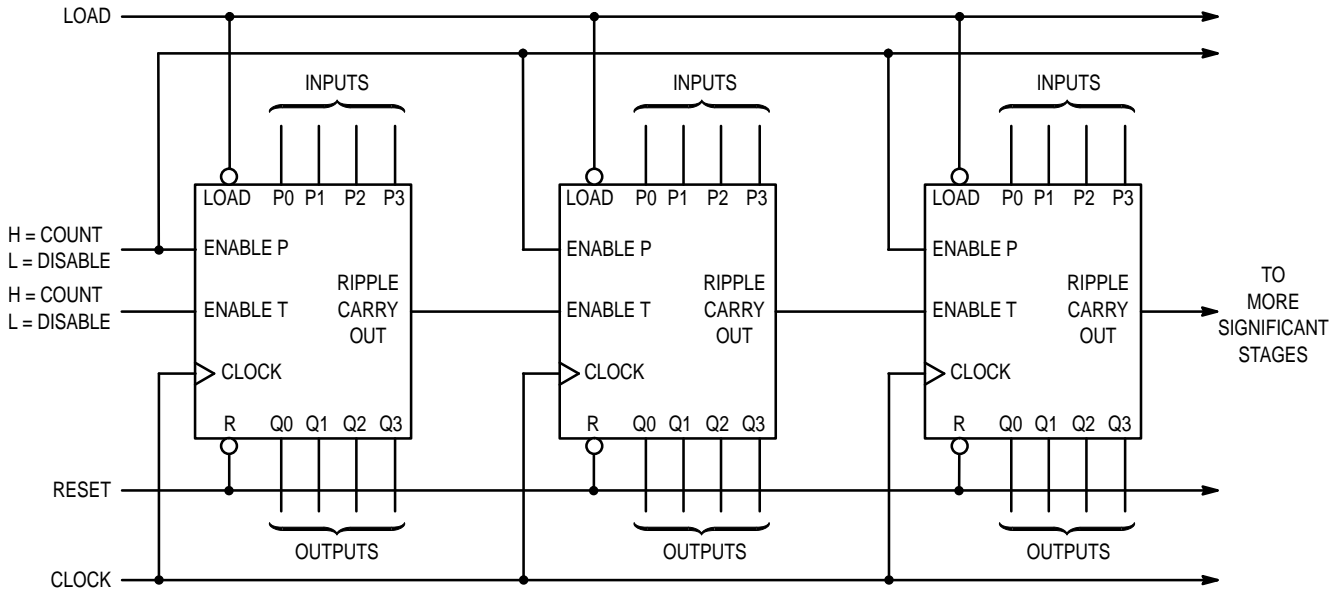 LOAD
INPUTS
INPUTS
INPUTS
LOAD P0 P1 P2 P3
LOAD P0 P1 P2 P3
LOAD P0 P1 P2 P3
H = COUNT
L = DISABLE
ENABLE P
ENABLE P
ENABLE P
H = COUNT
L = DISABLE
ENABLE T
RIPPLE
CARRY
OUT
ENABLE T
RIPPLE
CARRY
OUT
ENABLE T
RIPPLE
CARRY
OUT
TO
MORE
SIGNIFICANT
STAGES
CLOCK
CLOCK
CLOCK
R Q0 Q1 Q2 Q3
R Q0 Q1 Q2 Q3
R Q0 Q1 Q2 Q3
RESET
OUTPUTS
OUTPUTS
OUTPUTS
CLOCK